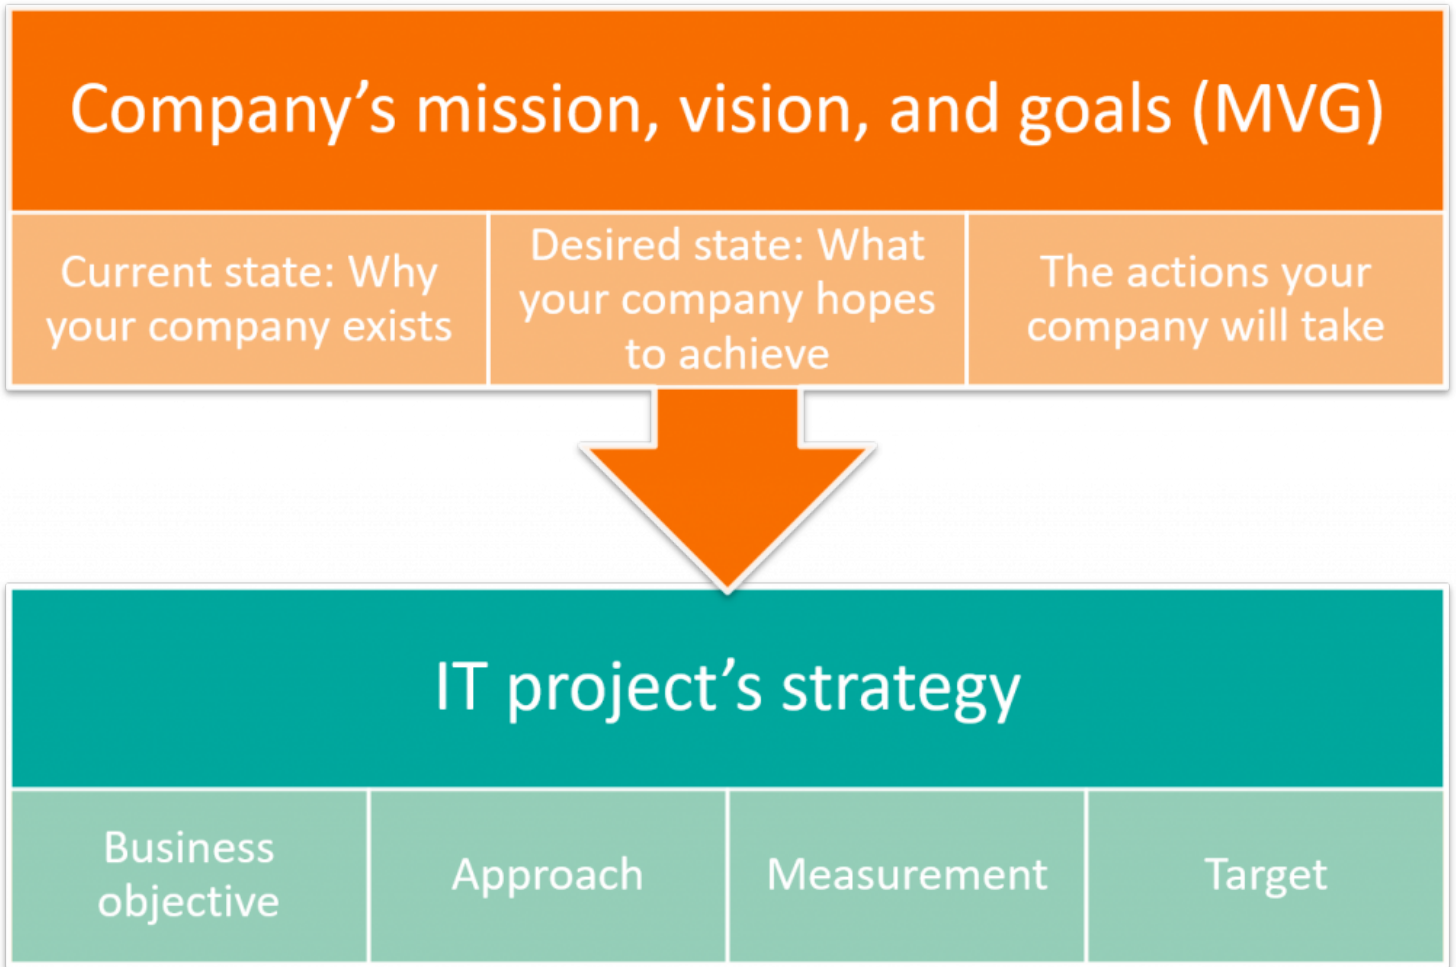 Company’s mission, vision, and goals (MVG)
Current state: Why
your company exists
Desired state: What
your company hopes
to achieve
The actions your
company will take
IT project’s strategy
Business
objective
Approach
Measurement
Target